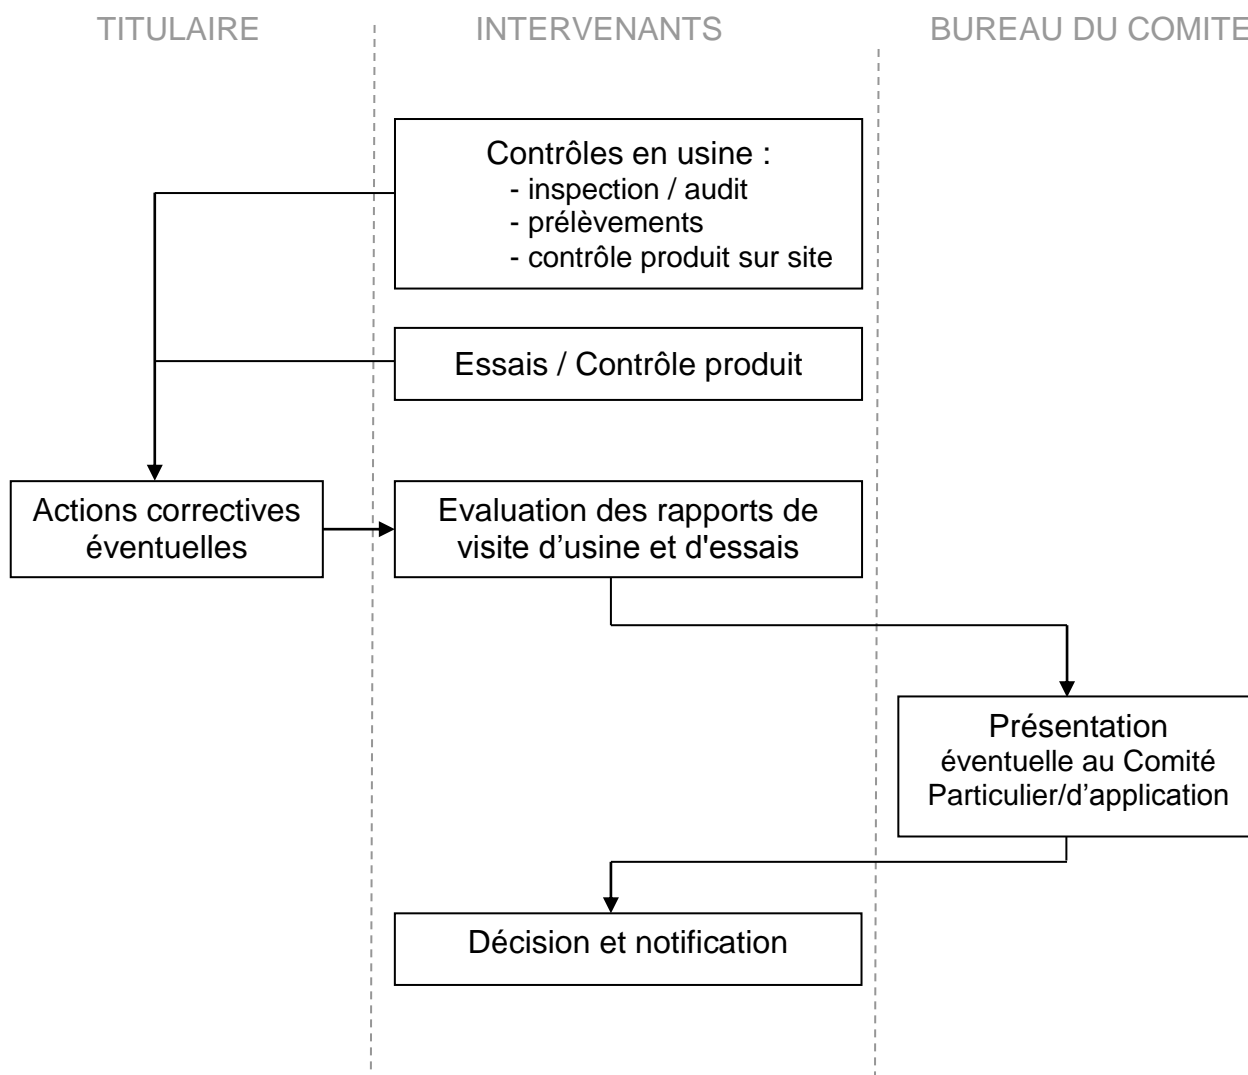 TITULAIRE
INTERVENANTS
BUREAU DU COMITE
Contrôles en usine :
- inspection / audit
- prélèvements
- contrôle produit sur site
Essais / Contrôle produit
Actions correctives
éventuelles
Evaluation des rapports de
visite d’usine et d'essais
Présentation
éventuelle au Comité
Particulier/d’application
Décision et notification